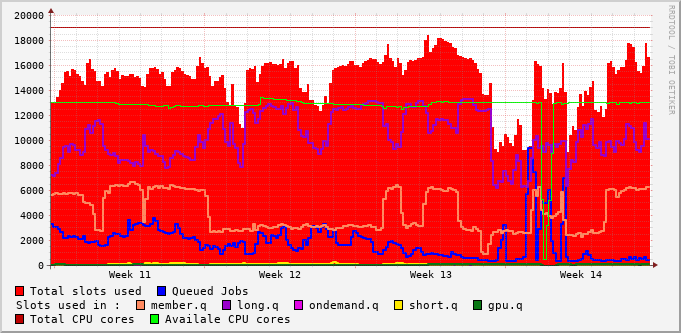 20000
18000
16000
14000
12000
10000
8000
6000
4000
2000
0
Week 11 Week 12 Week 13 Week 14
RRDTOOL / TOBI OETIKER
Total slots used Queued Jobs
Slots used in : member.q long.q ondemand.q short.q gpu.q
Total CPU cores Availale CPU cores